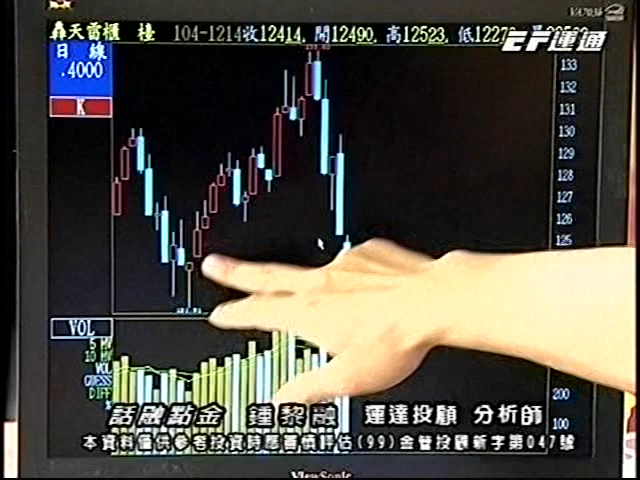 轟天雷櫃 檯 104-1214收12414. 開12490. 高12523. 低1227
EF運通
日 線
.4000
K
133
132
131
130
129
128
127
126
125
VOL
5 MV
10 MV
VOL
GUESS
DIFF
200
100
話融點金 鍾黎融 運達投顧 分析師
本資料僅供參考投資時應審慎評估(99)金管投顧新字第047號
ViewSonic